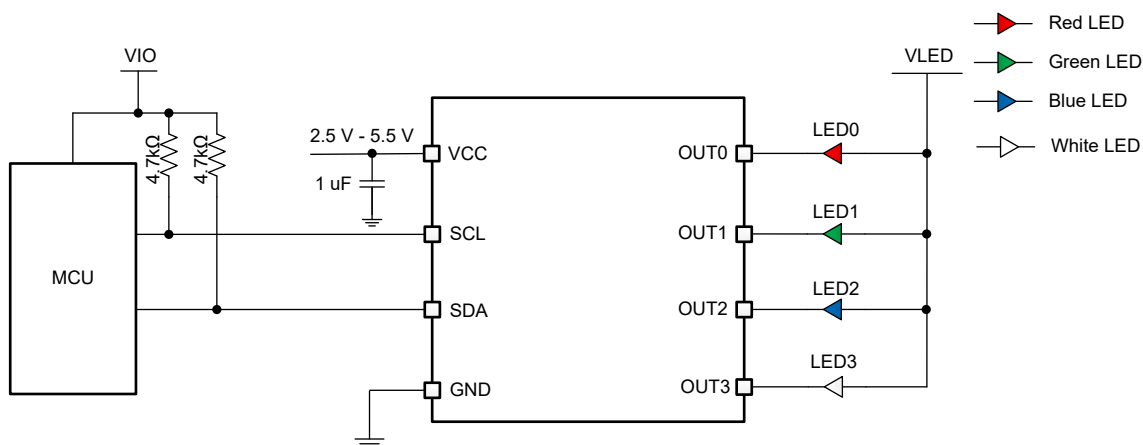 VIO
4.7kΩ
4.7kΩ
MCU
2.5 V - 5.5 V
1 uF
VCC
SCL
SDA
GND
OUT0
OUT1
OUT2
OUT3
LED0
LED1
LED2
LED3
VLED
Red LED
Green LED
Blue LED
White LED